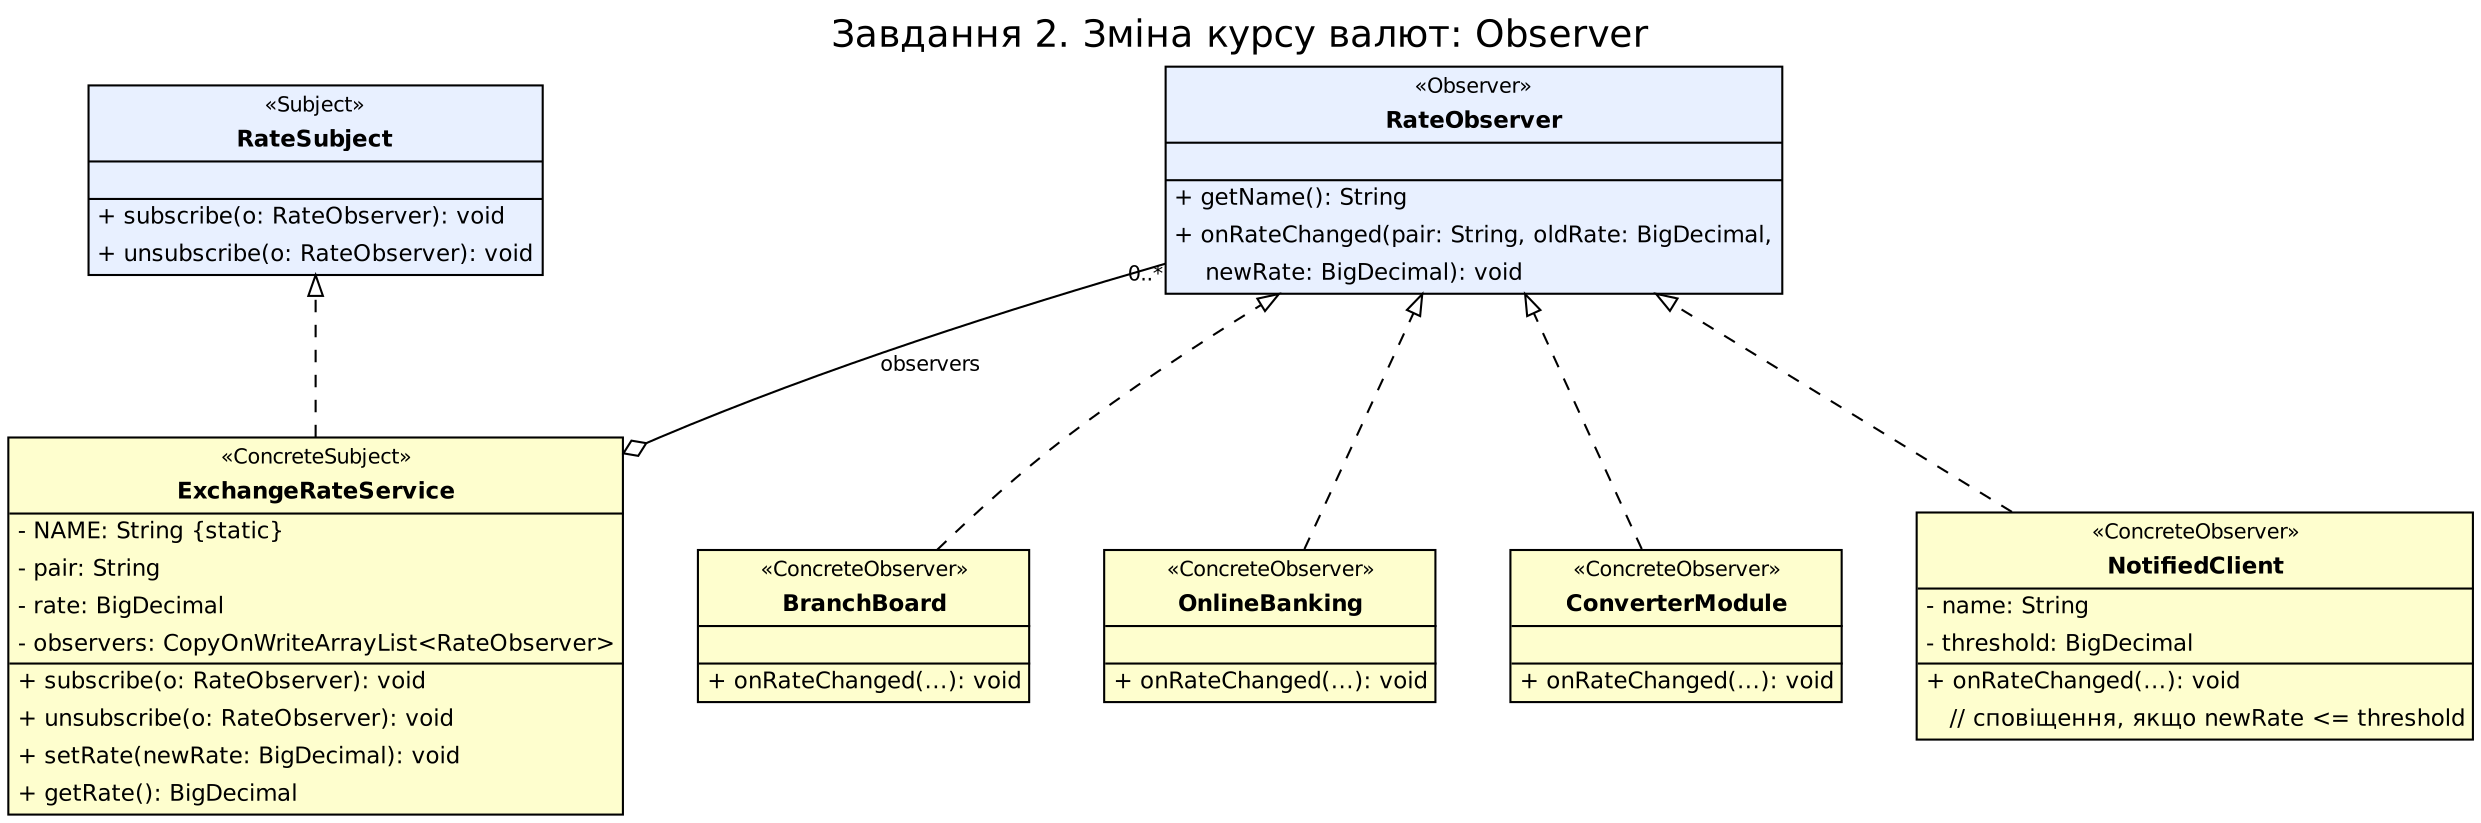 Завдання 2. Зміна курсу валют: Observer
«Subject»
RateSubject
+ subscribe(o: RateObserver): void
+ unsubscribe(o: RateObserver): void
«Observer»
RateObserver
+ getName(): String
+ onRateChanged(pair: String, oldRate: BigDecimal,
newRate: BigDecimal): void
0..*
observers
«ConcreteSubject»
ExchangeRateService
- NAME: String {static}
- pair: String
- rate: BigDecimal
- observers: CopyOnWriteArrayList<RateObserver>
+ subscribe(o: RateObserver): void
+ unsubscribe(o: RateObserver): void
+ setRate(newRate: BigDecimal): void
+ getRate(): BigDecimal
«ConcreteObserver»
BranchBoard
+ onRateChanged(...): void
«ConcreteObserver»
OnlineBanking
+ onRateChanged(...): void
«ConcreteObserver»
ConverterModule
+ onRateChanged(...): void
«ConcreteObserver»
NotifiedClient
- name: String
- threshold: BigDecimal
+ onRateChanged(...): void
// сповіщення, якщо newRate <= threshold